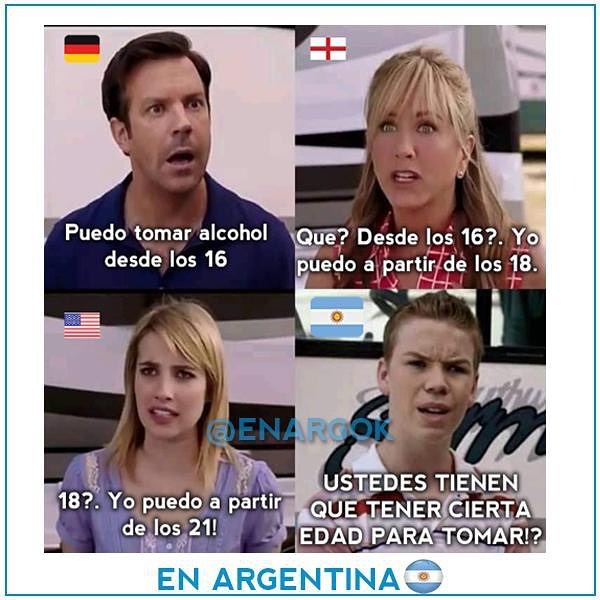 Puedo tomar alcohol
desde los 16
Que? Desde los 16?. Yo
puedo a partir de los 18.
@ENARGOK
18?. Yo puedo a partir
de los 21!
USTEDES TIENEN
QUE TENER CIERTA
EDAD PARA TOMAR!?
EN ARGENTINA